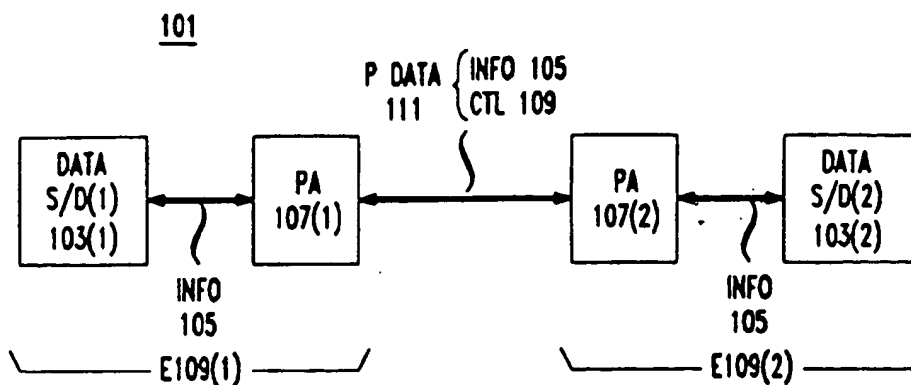 101
P DATA
111
INFO 105
CTL 109
DATA
S/D(1)
103(1)
PA
107(1)
PA
107(2)
DATA
S/D(2)
103(2)
INFO
105
INFO
105
E109(1)
E109(2)